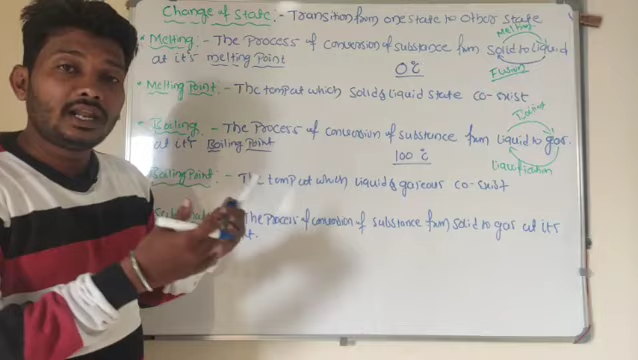 Change of State :- Transition from one state to other state
Melting :- The Process of conversion of substance from solid to liquid
Melting
at it's melting Point
0°c
Fusion
Melting Point :- The temp at which Solid & liquid state co-exist
Boiling :- The Process of conversion of substance from liquid to gas.
at it's Boiling Point
100°c
liquification
Boiling Point :- The temp at which liquid & gaseous co-exist
The Process of conversion of substance from solid to gas at it's